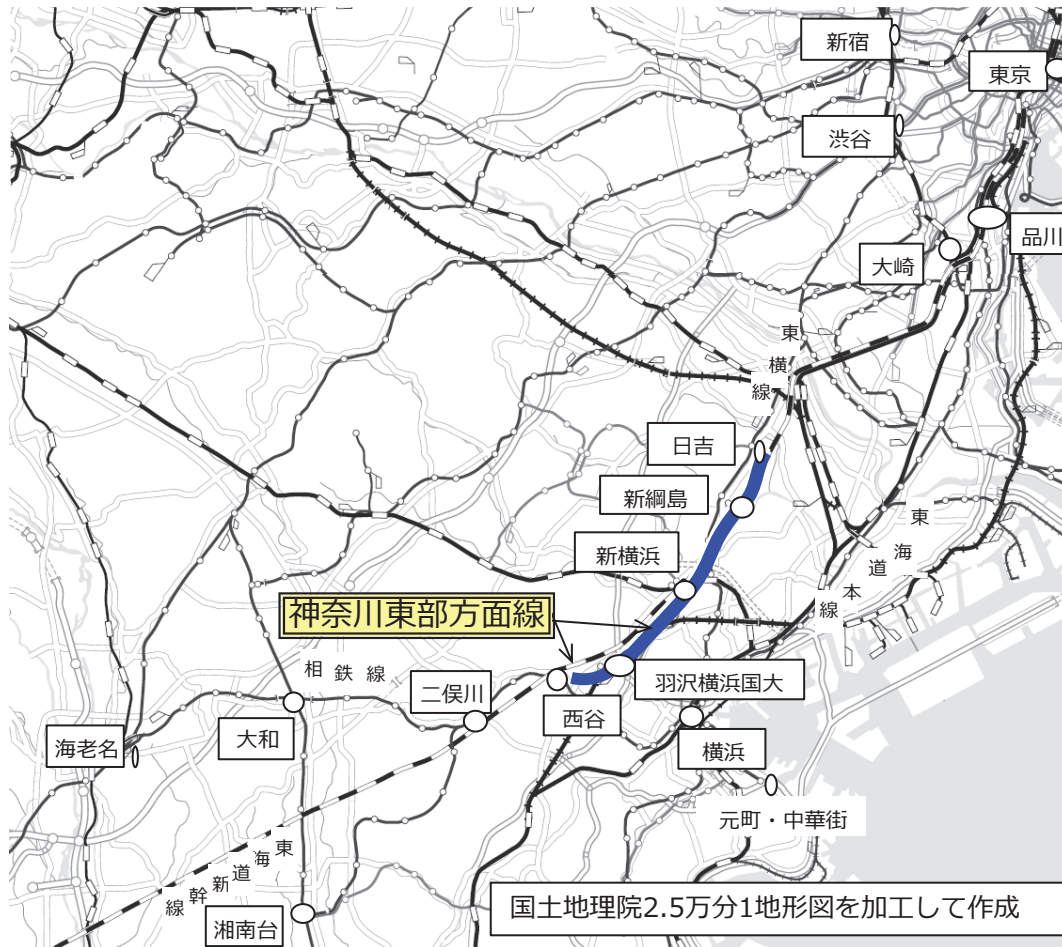 新宿
東京
渋谷
品川
大崎
東横線
日吉
新綱島
東海道本線
新横浜
神奈川東部方面線
相鉄線
羽沢横浜国大
二俣川
西谷
大和
海老名
横浜
元町・中華街
東海道新幹線
湘南台
国土地理院2.5万分1地形図を加工して作成